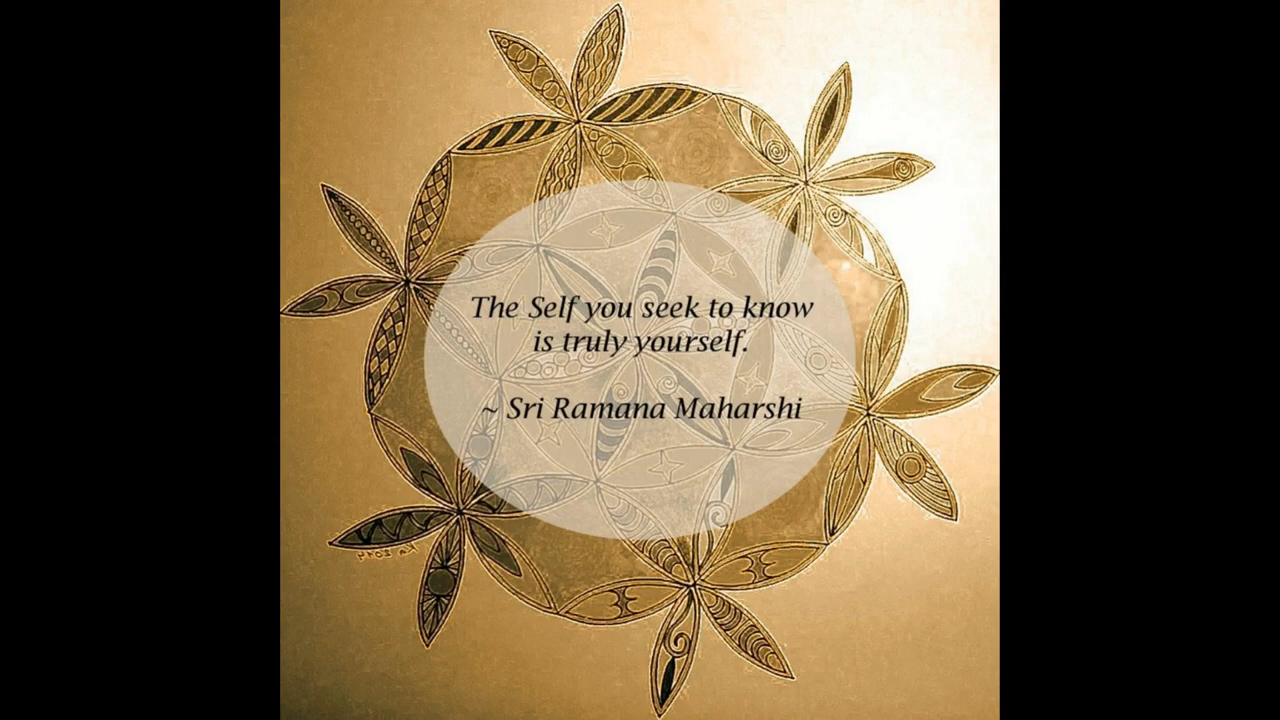 The Self you seek to know
is truly yourself.
~ Sri Ramana Maharshi